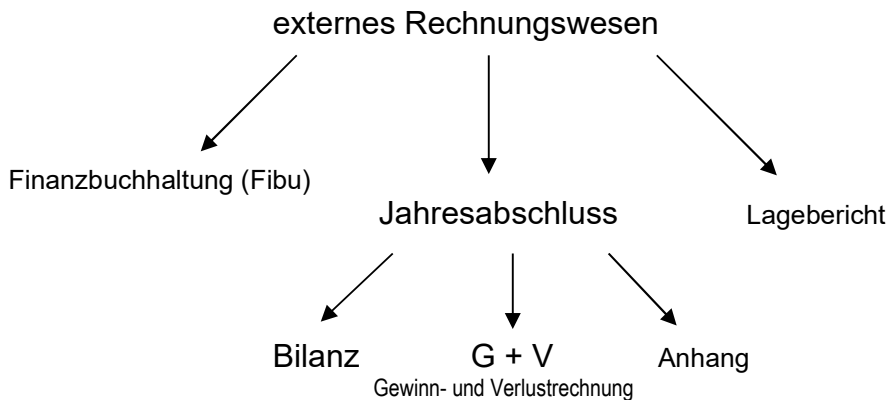 externes Rechnungswesen
Finanzbuchhaltung (Fibu)
Jahresabschluss
Lagebericht
Bilanz
G + V
Anhang
Gewinn- und Verlustrechnung